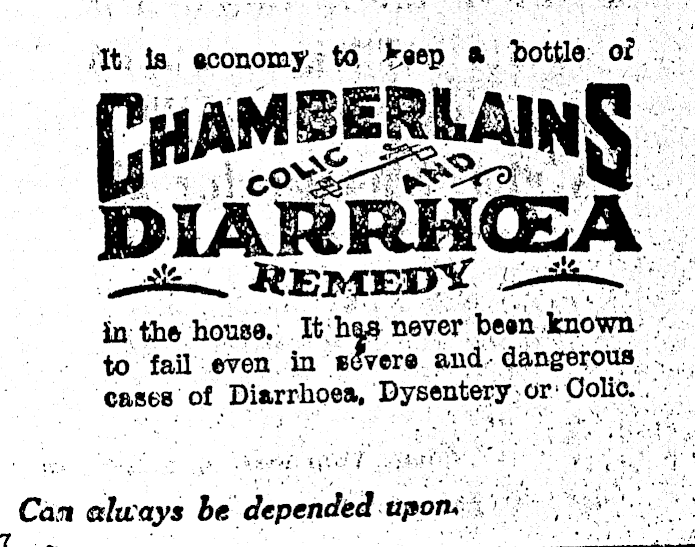 It is economy to keep a bottle of
CHAMBERLAINS
COLIC AND
DIARRHŒA
REMEDY
in the house. It has never been known
to fail even in severe and dangerous
cases of Diarrhoea, Dysentery or Colic.
Can always be depended upon.
7